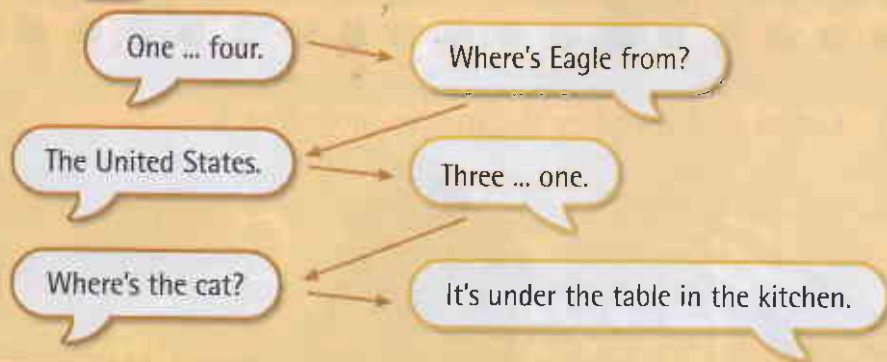 One ... four.
Where's Eagle from?
The United States.
Three ... one.
Where's the cat?
It's under the table in the kitchen.